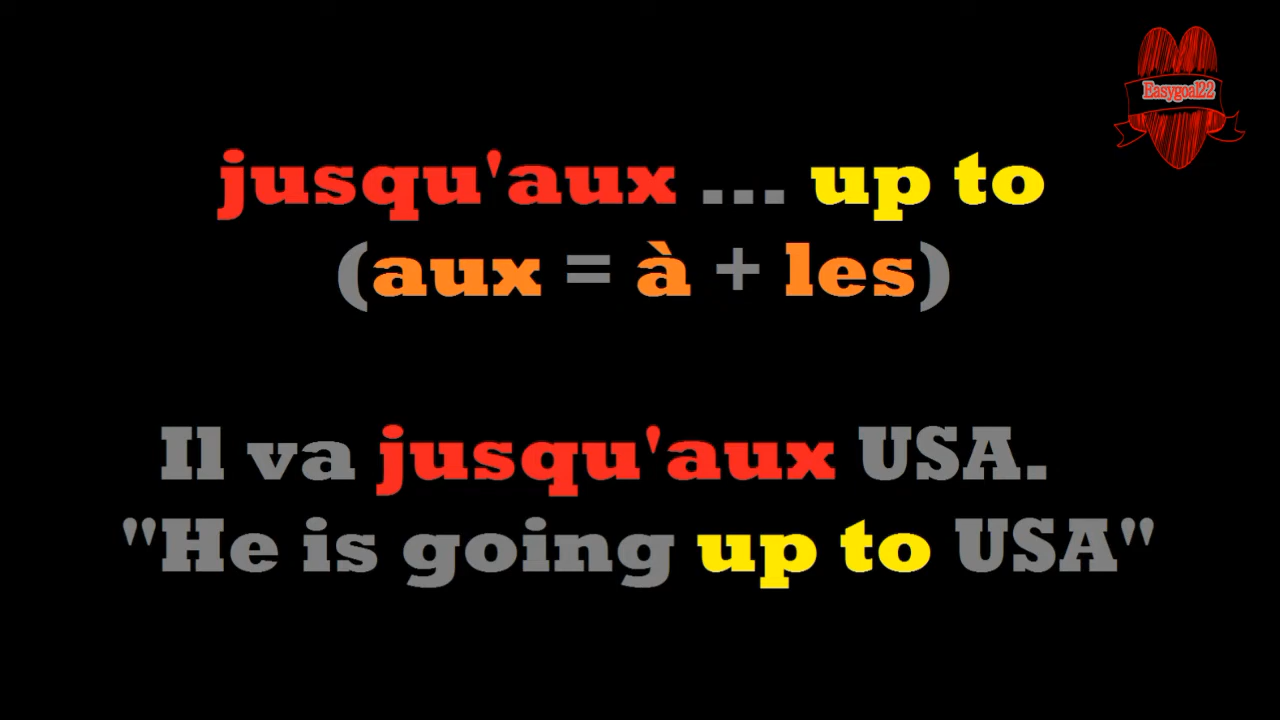 Easygoal22
jusqu'aux ... up to
(aux = à + les)
Il va jusqu'aux USA.
"He is going up to USA"